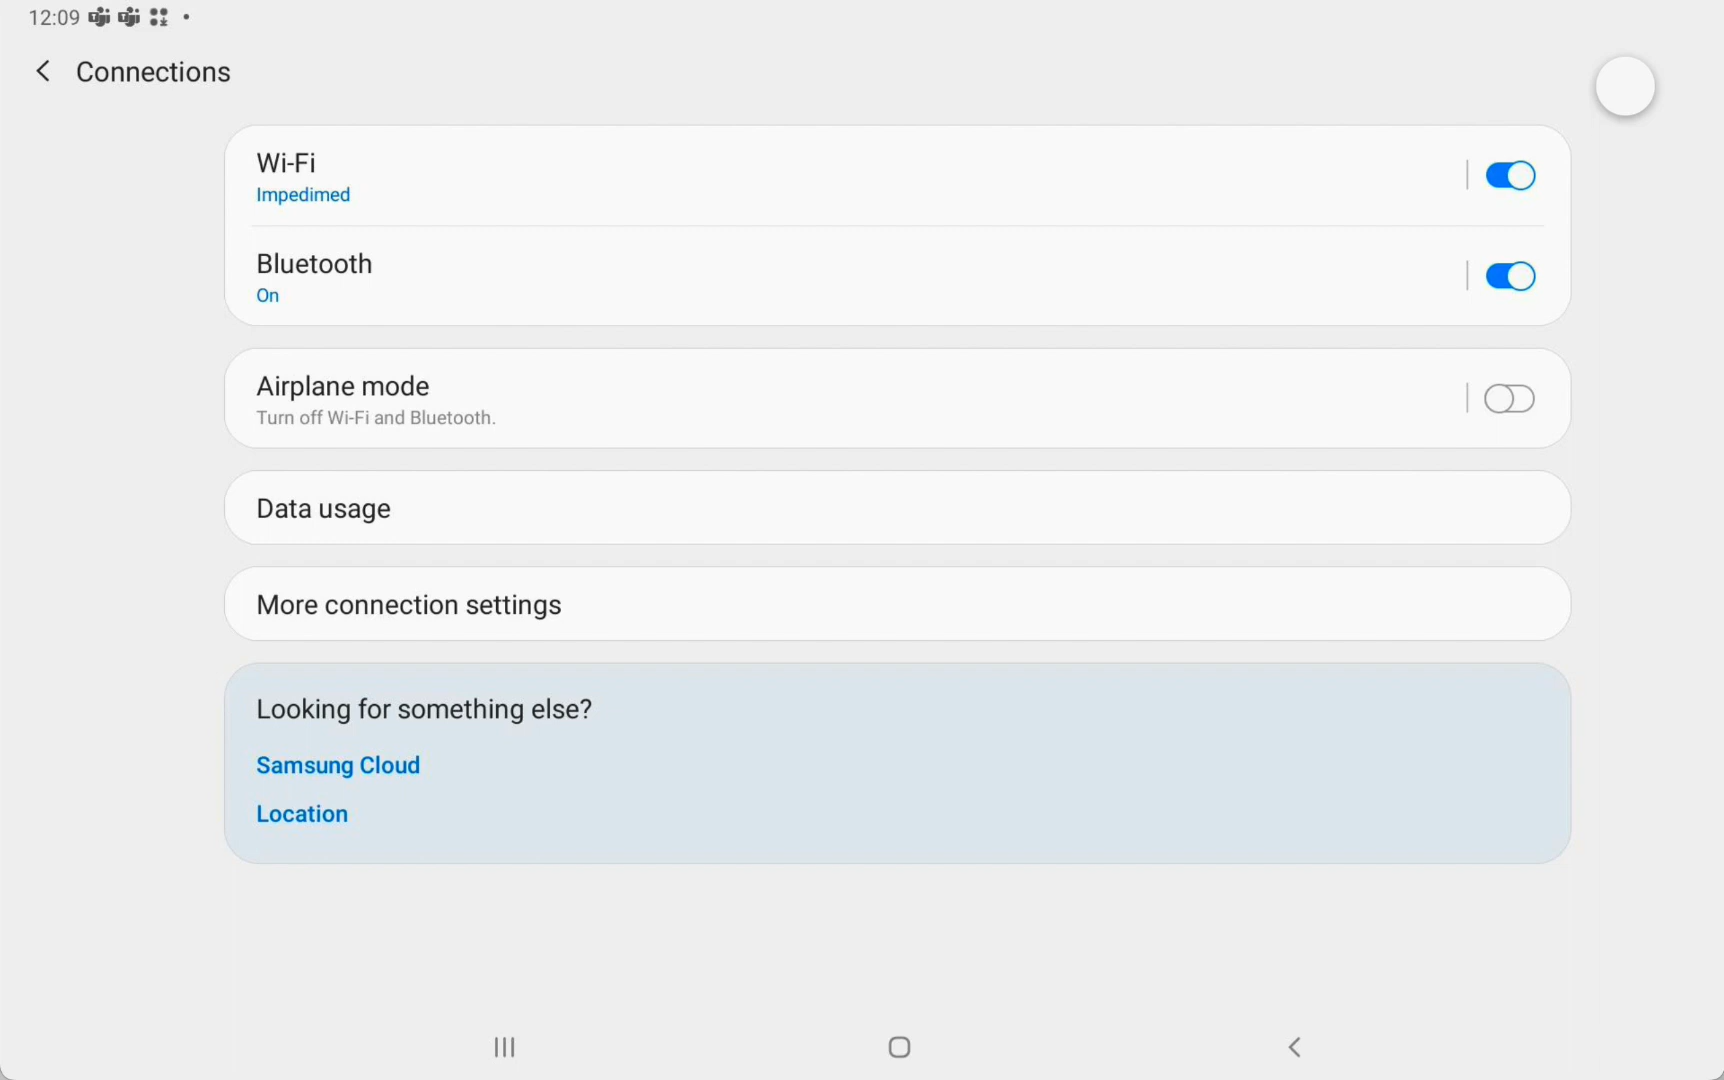 12:09
Connections
Wi-Fi
Impedimed
Bluetooth
On
Airplane mode
Turn off Wi-Fi and Bluetooth.
Data usage
More connection settings
Looking for something else?
Samsung Cloud
Location